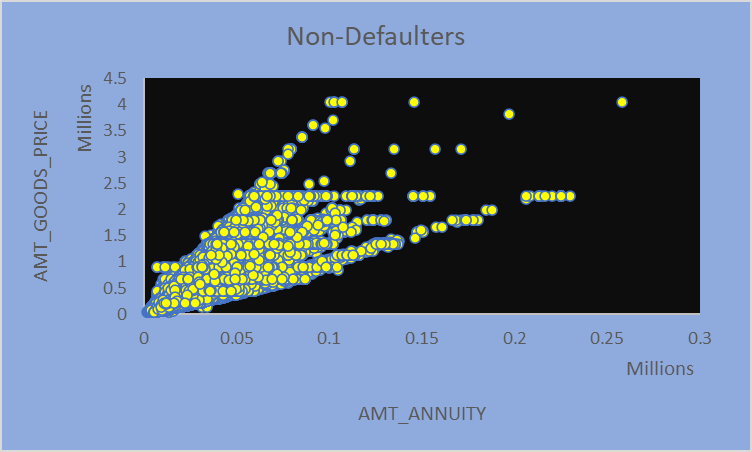 Non-Defaulters
AMT_GOODS_PRICE
Millions
4.5
4
3.5
3
2.5
2
1.5
1
0.5
0
0 0.05 0.1 0.15 0.2 0.25 0.3
Millions
AMT_ANNUITY